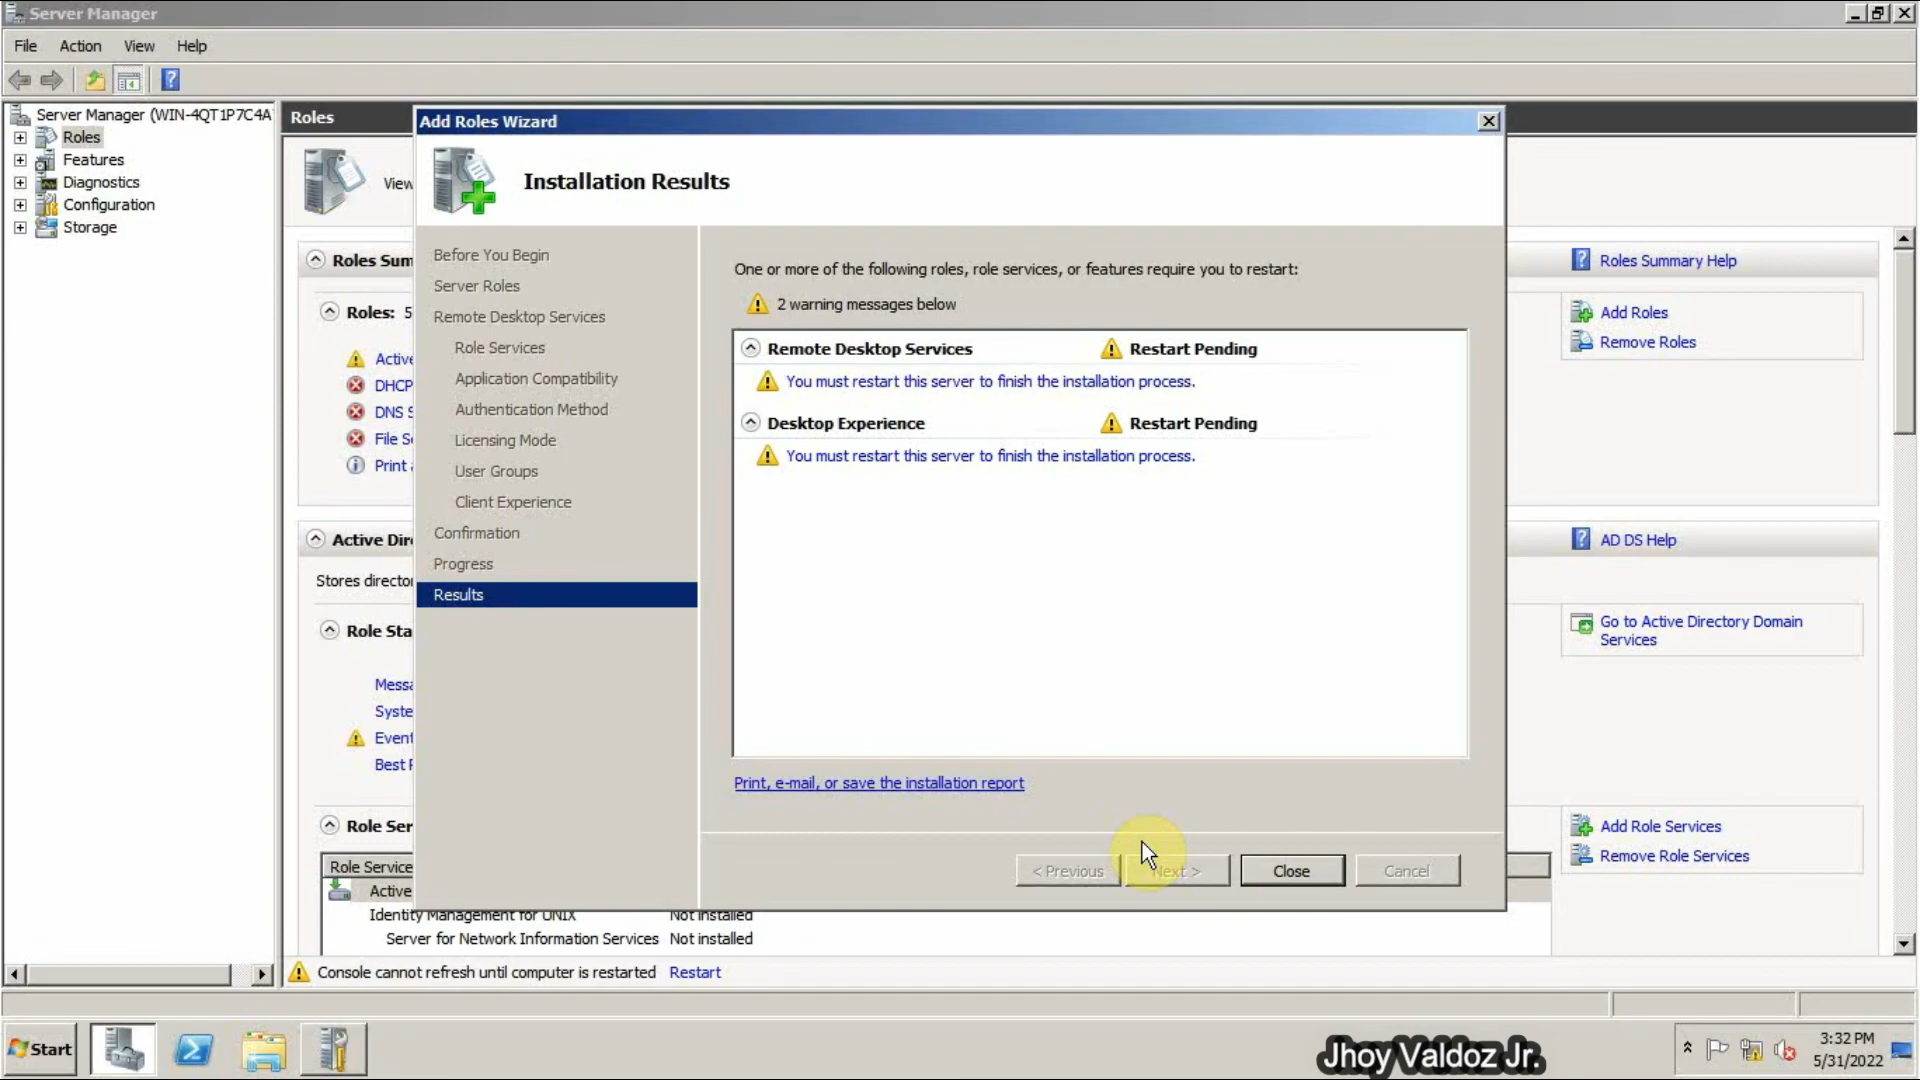 Server Manager
File Action View Help
Server Manager (WIN-4QT1P7C4A
Roles
Features
Diagnostics
Configuration
Storage
Roles
View
Roles Sum
Roles: 5
Active
DHCP
DNS S
File Se
Print a
Active Dir
Stores director
Role Sta
Messa
Syste
Event
Best P
Role Ser
Role Service
Active
Identity Management for UNIX Not installed
Server for Network Information Services Not installed
Console cannot refresh until computer is restarted Restart
Add Roles Wizard
Installation Results
Before You Begin
Server Roles
Remote Desktop Services
Role Services
Application Compatibility
Authentication Method
Licensing Mode
User Groups
Client Experience
Confirmation
Progress
Results
One or more of the following roles, role services, or features require you to restart:
2 warning messages below
Remote Desktop Services Restart Pending
You must restart this server to finish the installation process.
Desktop Experience Restart Pending
You must restart this server to finish the installation process.
Print, e-mail, or save the installation report
< Previous Next > Close Cancel
Roles Summary Help
Add Roles
Remove Roles
AD DS Help
Go to Active Directory Domain
Services
Add Role Services
Remove Role Services
Start
Jhoy Valdoz Jr.
3:32 PM
5/31/2022